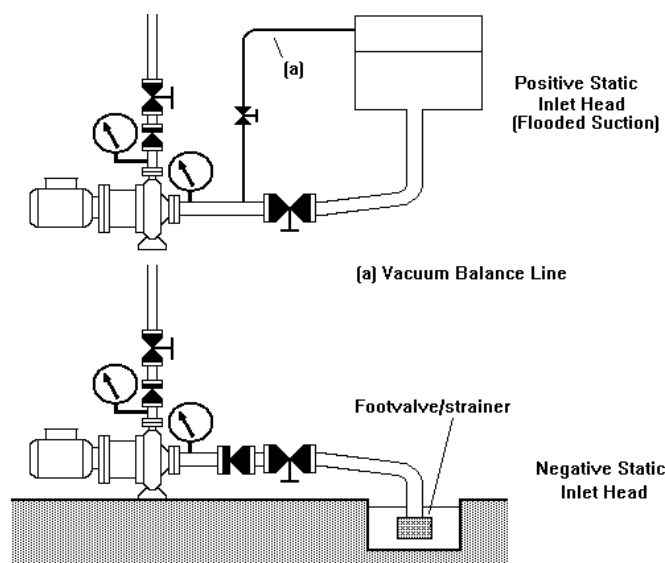 (a)
Positive Static
Inlet Head
(Flooded Suction)
(a) Vacuum Balance Line
Footvalve/strainer
Negative Static
Inlet Head